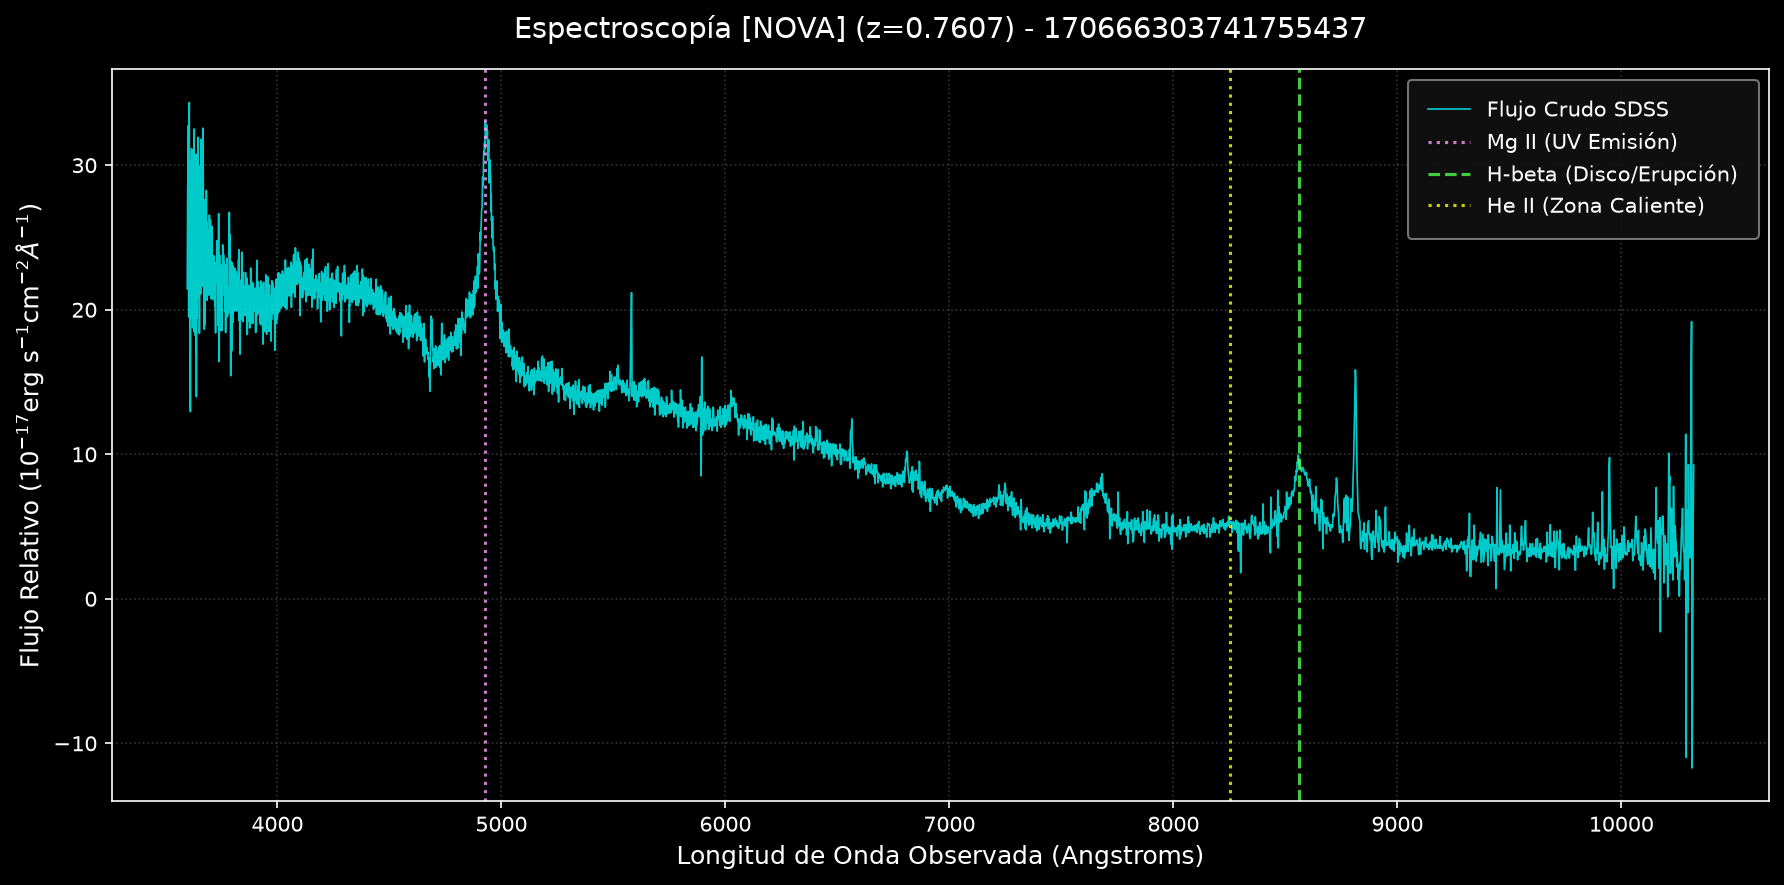 Espectroscopía [NOVA] (z=0.7607) - 170666303741755437
Flujo Crudo SDSS
Mg II (UV Emisión)
H-beta (Disco/Erupción)
He II (Zona Caliente)
Flujo Relativo (10⁻¹⁷erg s⁻¹cm⁻²Å⁻¹)
30
20
10
0
−10
4000 5000 6000 7000 8000 9000 10000
Longitud de Onda Observada (Angstroms)